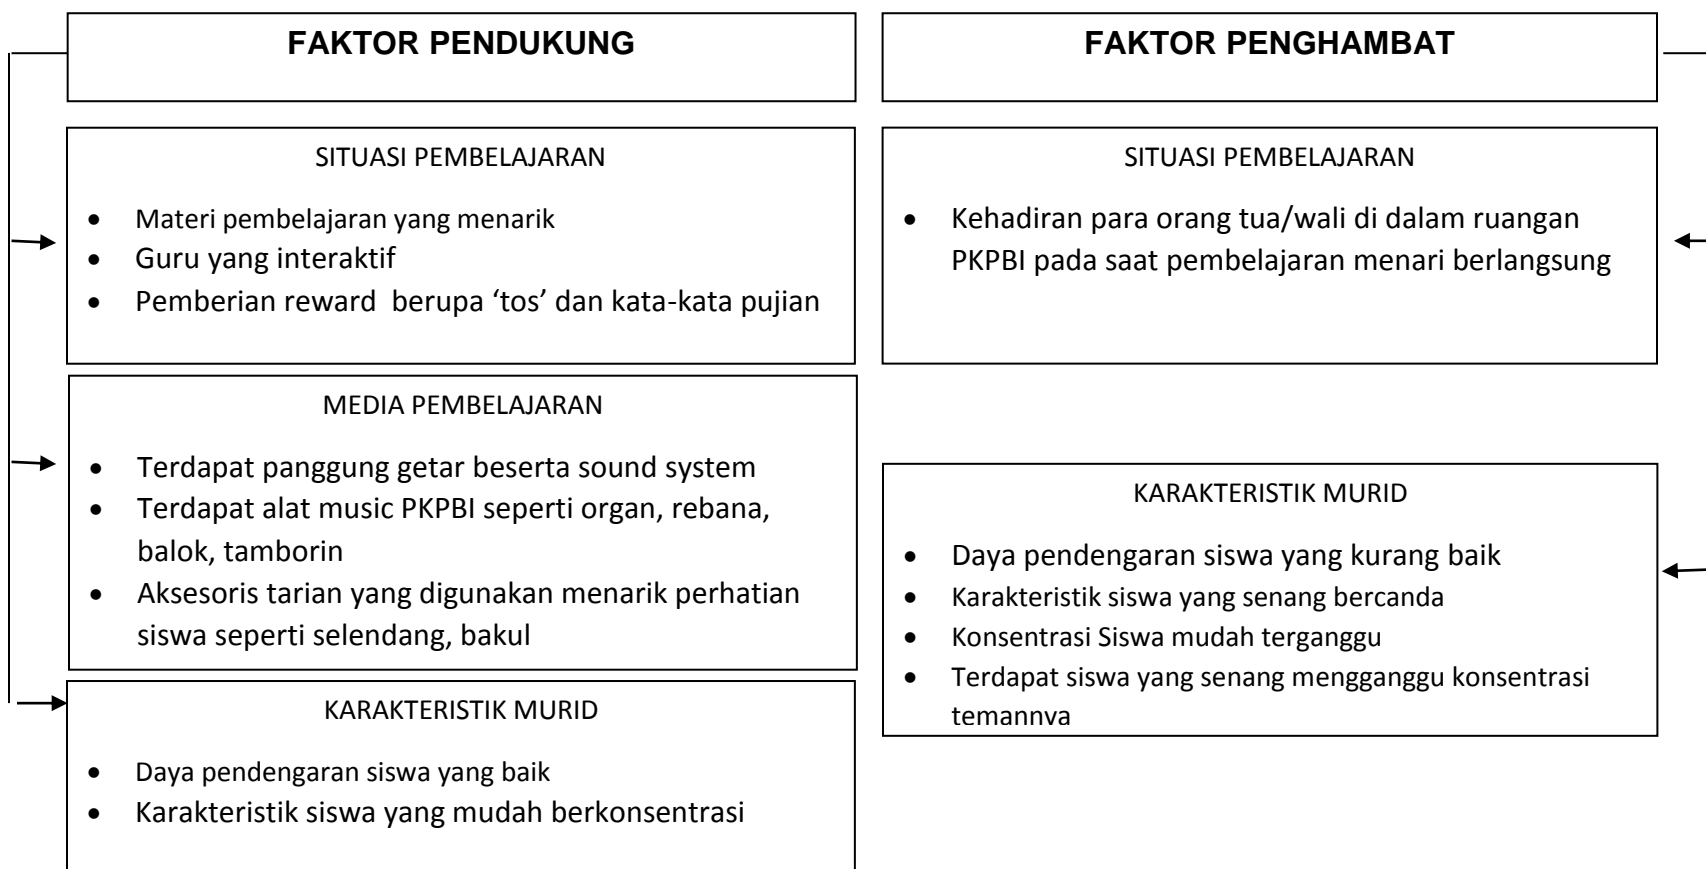 FAKTOR PENDUKUNG
SITUASI PEMBELAJARAN
• Materi pembelajaran yang menarik
• Guru yang interaktif
• Pemberian reward  berupa ‘tos’ dan kata-kata pujian
MEDIA PEMBELAJARAN
• Terdapat panggung getar beserta sound system
• Terdapat alat music PKPBI seperti organ, rebana,
balok, tamborin
• Aksesoris tarian yang digunakan menarik perhatian
siswa seperti selendang, bakul
KARAKTERISTIK MURID
• Daya pendengaran siswa yang baik
• Karakteristik siswa yang mudah berkonsentrasi
FAKTOR PENGHAMBAT
SITUASI PEMBELAJARAN
• Kehadiran para orang tua/wali di dalam ruangan
PKPBI pada saat pembelajaran menari berlangsung
KARAKTERISTIK MURID
• Daya pendengaran siswa yang kurang baik
• Karakteristik siswa yang senang bercanda
• Konsentrasi Siswa mudah terganggu
• Terdapat siswa yang senang mengganggu konsentrasi
temannya